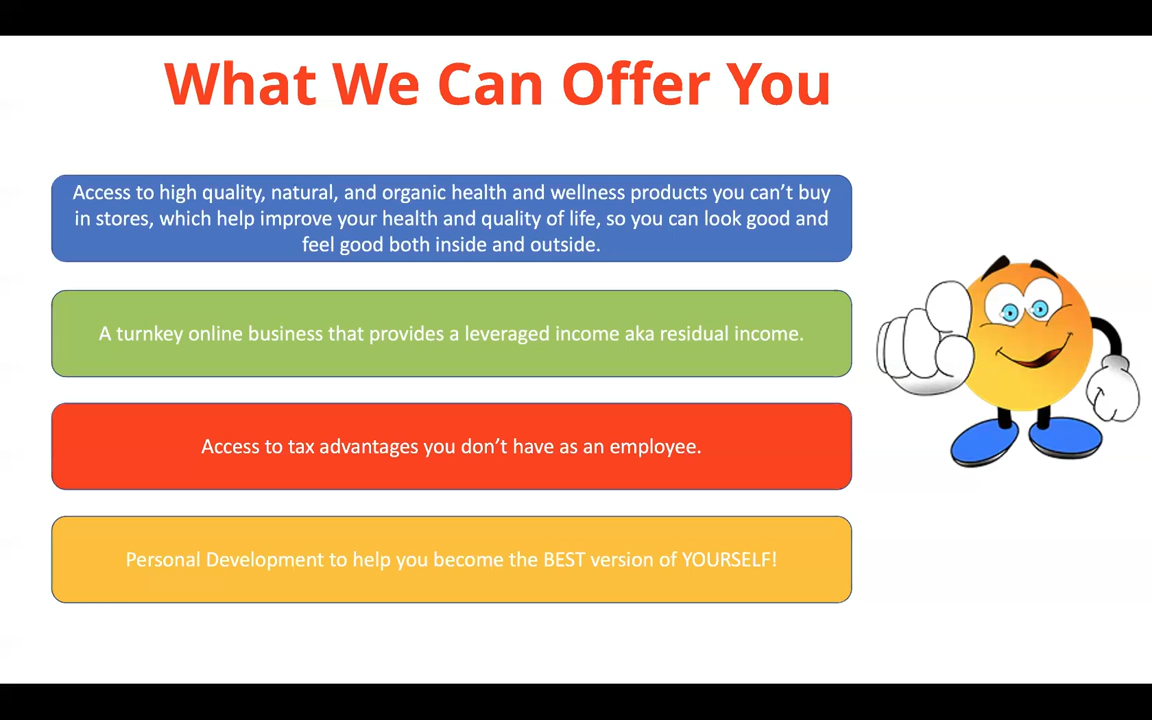 What We Can Offer You
Access to high quality, natural, and organic health and wellness products you can’t buy
in stores, which help improve your health and quality of life, so you can look good and
feel good both inside and outside.
A turnkey online business that provides a leveraged income aka residual income.
Access to tax advantages you don’t have as an employee.
Personal Development to help you become the BEST version of YOURSELF!